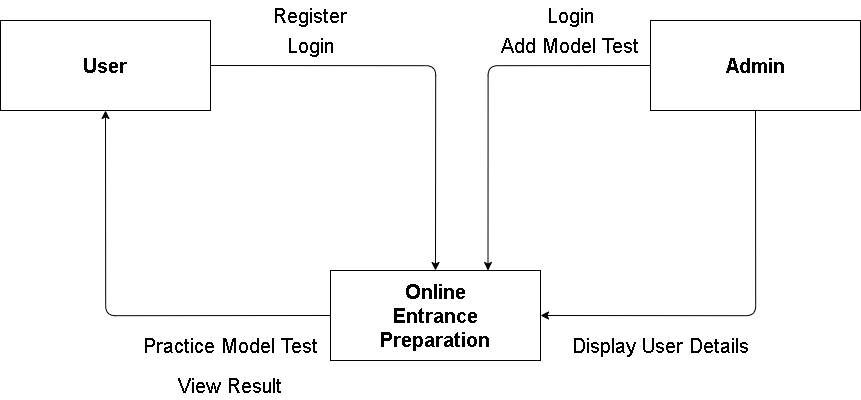 Register
Login
Login
Add Model Test
User
Admin
Online
Entrance
Preparation
Practice Model Test
View Result
Display User Details